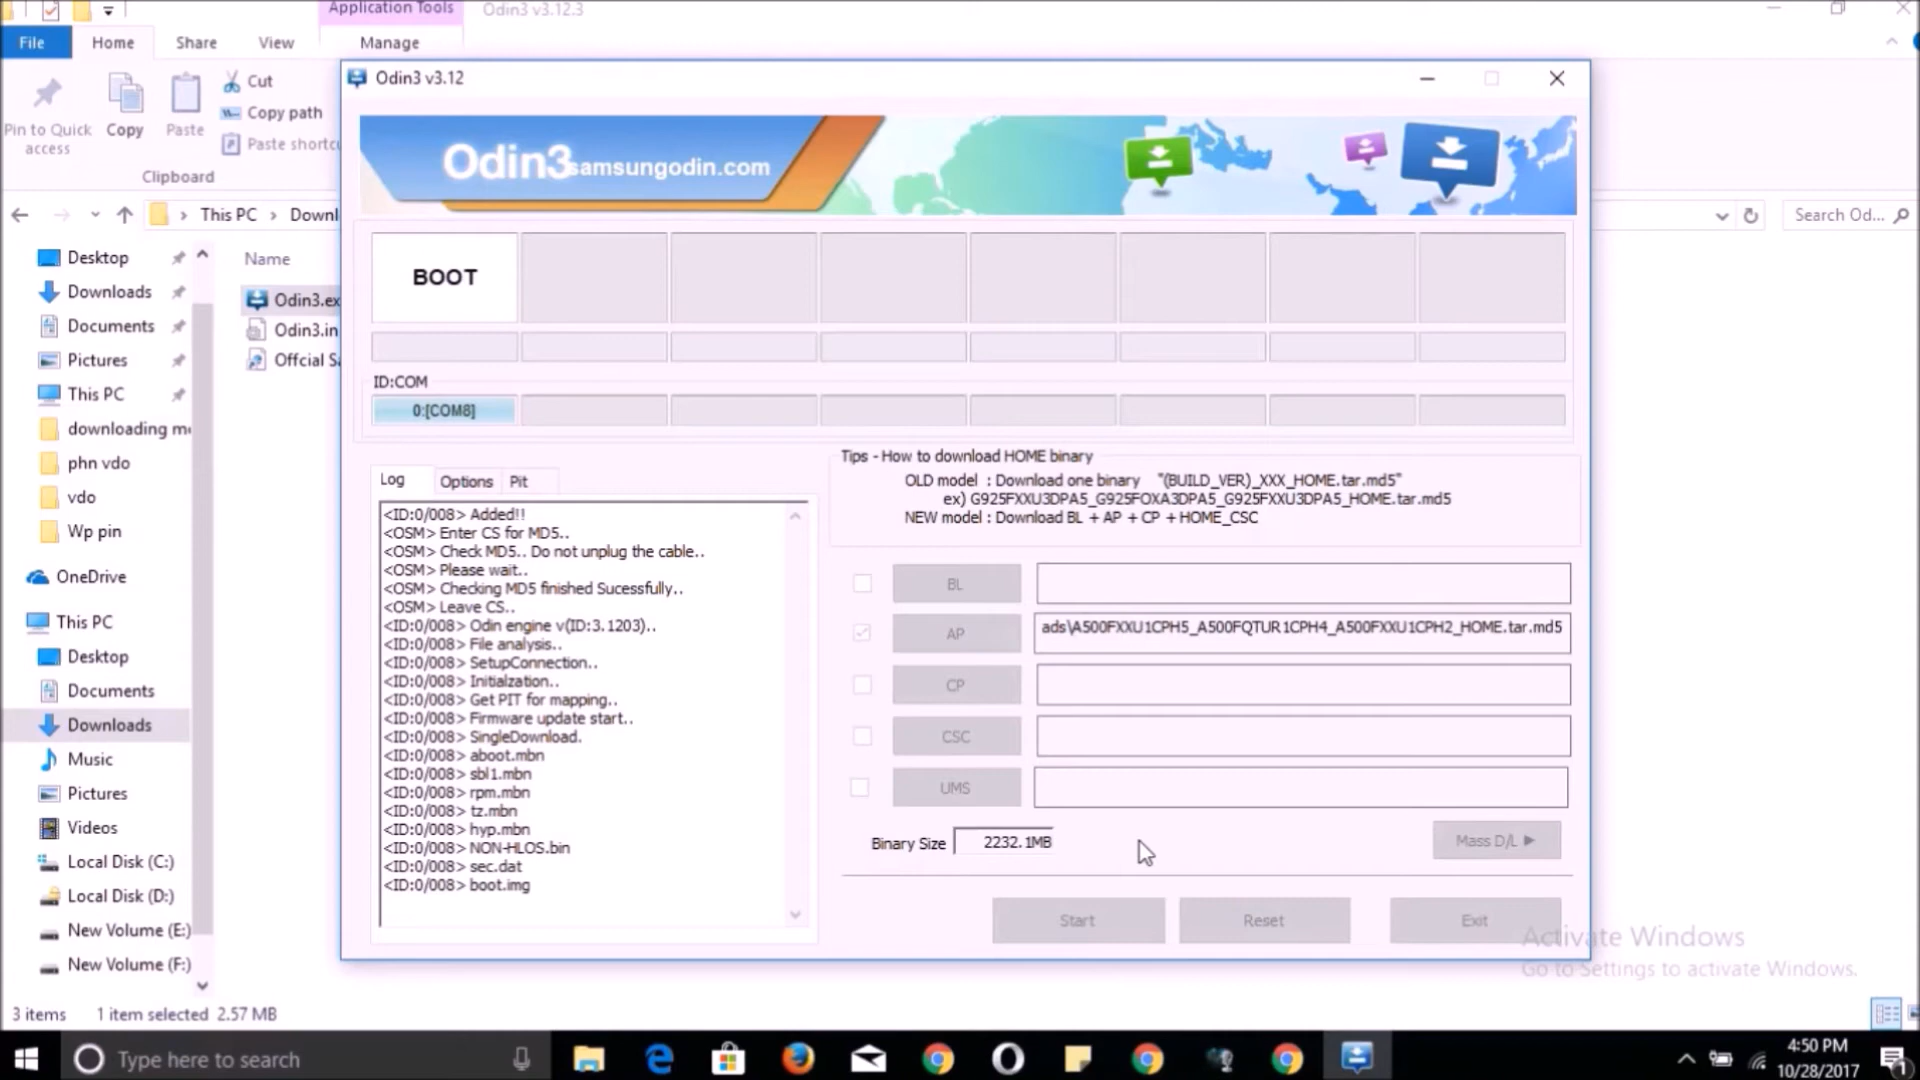 Application Tools
Odin3 v3.12.3
File
Home
Share
View
Manage
Pin to Quick
access
Copy
Paste
Cut
Copy path
Paste shortcu
Clipboard
This PC
Downl
Search Od...
Odin3 v3.12
Odin3
samsungodin.com
BOOT
ID:COM
0:[COM8]
Desktop
Downloads
Documents
Pictures
This PC
downloading m
phn vdo
vdo
Wp pin
OneDrive
This PC
Desktop
Documents
Downloads
Music
Pictures
Videos
Local Disk (C:)
Local Disk (D:)
New Volume (E:)
New Volume (F:)
Name
Odin3.ex
Odin3.in
Offcial Sa
Log
Options
Pit
<ID:0/008> Added!!
<OSM> Enter CS for MD5..
<OSM> Check MD5.. Do not unplug the cable..
<OSM> Please wait..
<OSM> Checking MD5 finished Sucessfully..
<OSM> Leave CS..
<ID:0/008> Odin engine v(ID:3.1203)..
<ID:0/008> File analysis..
<ID:0/008> SetupConnection..
<ID:0/008> Initialzation..
<ID:0/008> Get PIT for mapping..
<ID:0/008> Firmware update start..
<ID:0/008> SingleDownload.
<ID:0/008> aboot.mbn
<ID:0/008> sbl1.mbn
<ID:0/008> rpm.mbn
<ID:0/008> tz.mbn
<ID:0/008> hyp.mbn
<ID:0/008> NON-HLOS.bin
<ID:0/008> sec.dat
<ID:0/008> boot.img
Tips - How to download HOME binary
OLD model : Download one binary "(BUILD_VER)_XXX_HOME.tar.md5"
ex) G925FXXU3DPA5_G925FOXA3DPA5_G925FXXU3DPA5_HOME.tar.md5
NEW model : Download BL + AP + CP + HOME_CSC
BL
AP
ads\A500FXXU1CPH5_A500FQTUR1CPH4_A500FXXU1CPH2_HOME.tar.md5
CP
CSC
UMS
Binary Size
2232.1MB
Mass D/L
Start
Reset
Exit
Activate Windows
Go to Settings to activate Windows.
3 items
1 item selected 2.57 MB
Type here to search
4:50 PM
10/28/2017
1